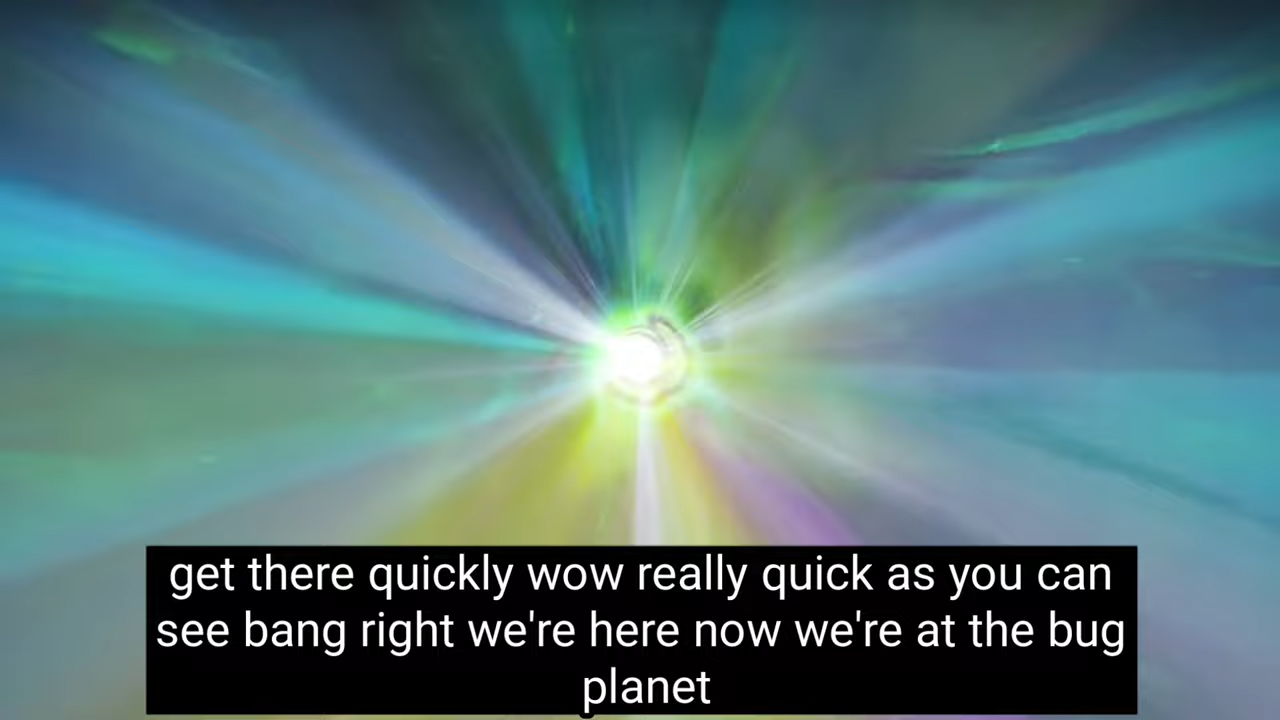 get there quickly wow really quick as you can
see bang right we're here now we're at the bug
planet